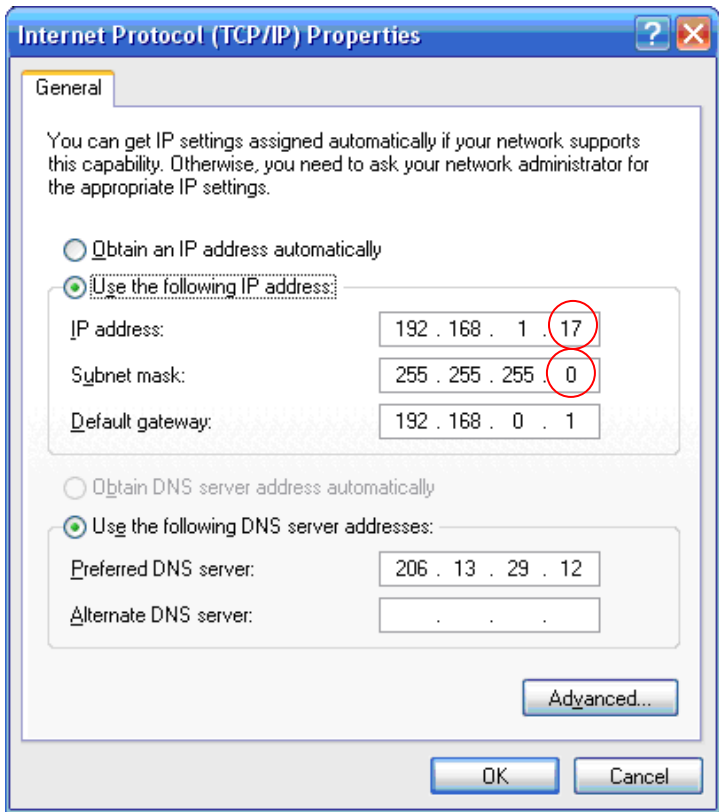 Internet Protocol (TCP/IP) Properties
General
You can get IP settings assigned automatically if your network supports
this capability. Otherwise, you need to ask your network administrator for
the appropriate IP settings.
Obtain an IP address automatically
Use the following IP address:
IP address: 192 . 168 . 1 . 17
Subnet mask: 255 . 255 . 255 . 0
Default gateway: 192 . 168 . 0 . 1
Obtain DNS server address automatically
Use the following DNS server addresses:
Preferred DNS server: 206 . 13 . 29 . 12
Alternate DNS server: . . .
Advanced...
OK Cancel